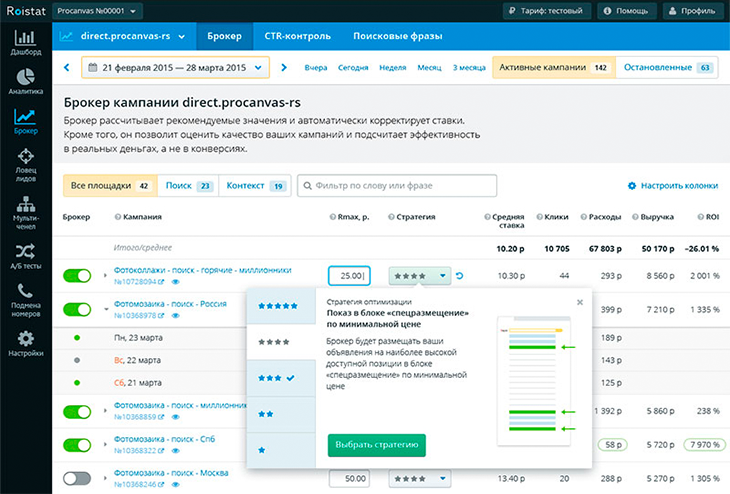 Roistat Procanvas №00001 Тариф: тестовый Помощь Профиль
Дашборд
Аналитика
Брокер
Ловец лидов
Мульти-ченел
А/Б тесты
Подмена номеров
Настройки
direct.procanvas-rs Брокер CTR-контроль Поисковые фразы
21 февраля 2015 — 28 марта 2015 Вчера Сегодня Неделя Месяц 3 месяца Активные кампании 142 Остановленные 63
Брокер кампании direct.procanvas-rs
Брокер рассчитывает рекомендуемые значения и автоматически корректирует ставки.
Кроме того, он позволит оценить качество ваших кампаний и подсчитает эффективность
в реальных деньгах, а не в конверсиях.
Все площадки 42 Поиск 23 Контекст 19 Фильтр по слову или фразе Настроить колонки
Брокер Кампания Rmax, р. Стратегия Средняя ставка Клики Расходы Выручка ROI
Итого/среднее 10.20 р 10 705 67 803 р 50 170 р –26.01 %
Фотоколлажи - поиск - горячие - миллионники 25.00 10.30 р 44 293 р 8 560 р 2 001 %
№10728094
Фотомозаика - поиск - Россия 399 р 7 210 р 1 335 %
№10368978
Пн, 23 марта 189 р
Вс, 22 марта 143 р
Сб, 21 марта 125 р
Фотомозаика - поиск - миллионник 1 392 р 5 860 р 238 %
№10368859
Фотомозаика - поиск - Спб 58 р 5 720 р 7 970 %
№10368322
Фотомозаика - поиск - Москва 50.00 13.40 р 20 288 р 5 270 р 1 305 %
№10368246
Стратегия оптимизации
Показ в блоке «спецразмещение»
по минимальной цене
Брокер будет размещать ваши
объявления на наиболее высокой
доступной позиции в блоке
«спецразмещение» по минимальной
цене
Выбрать стратегию